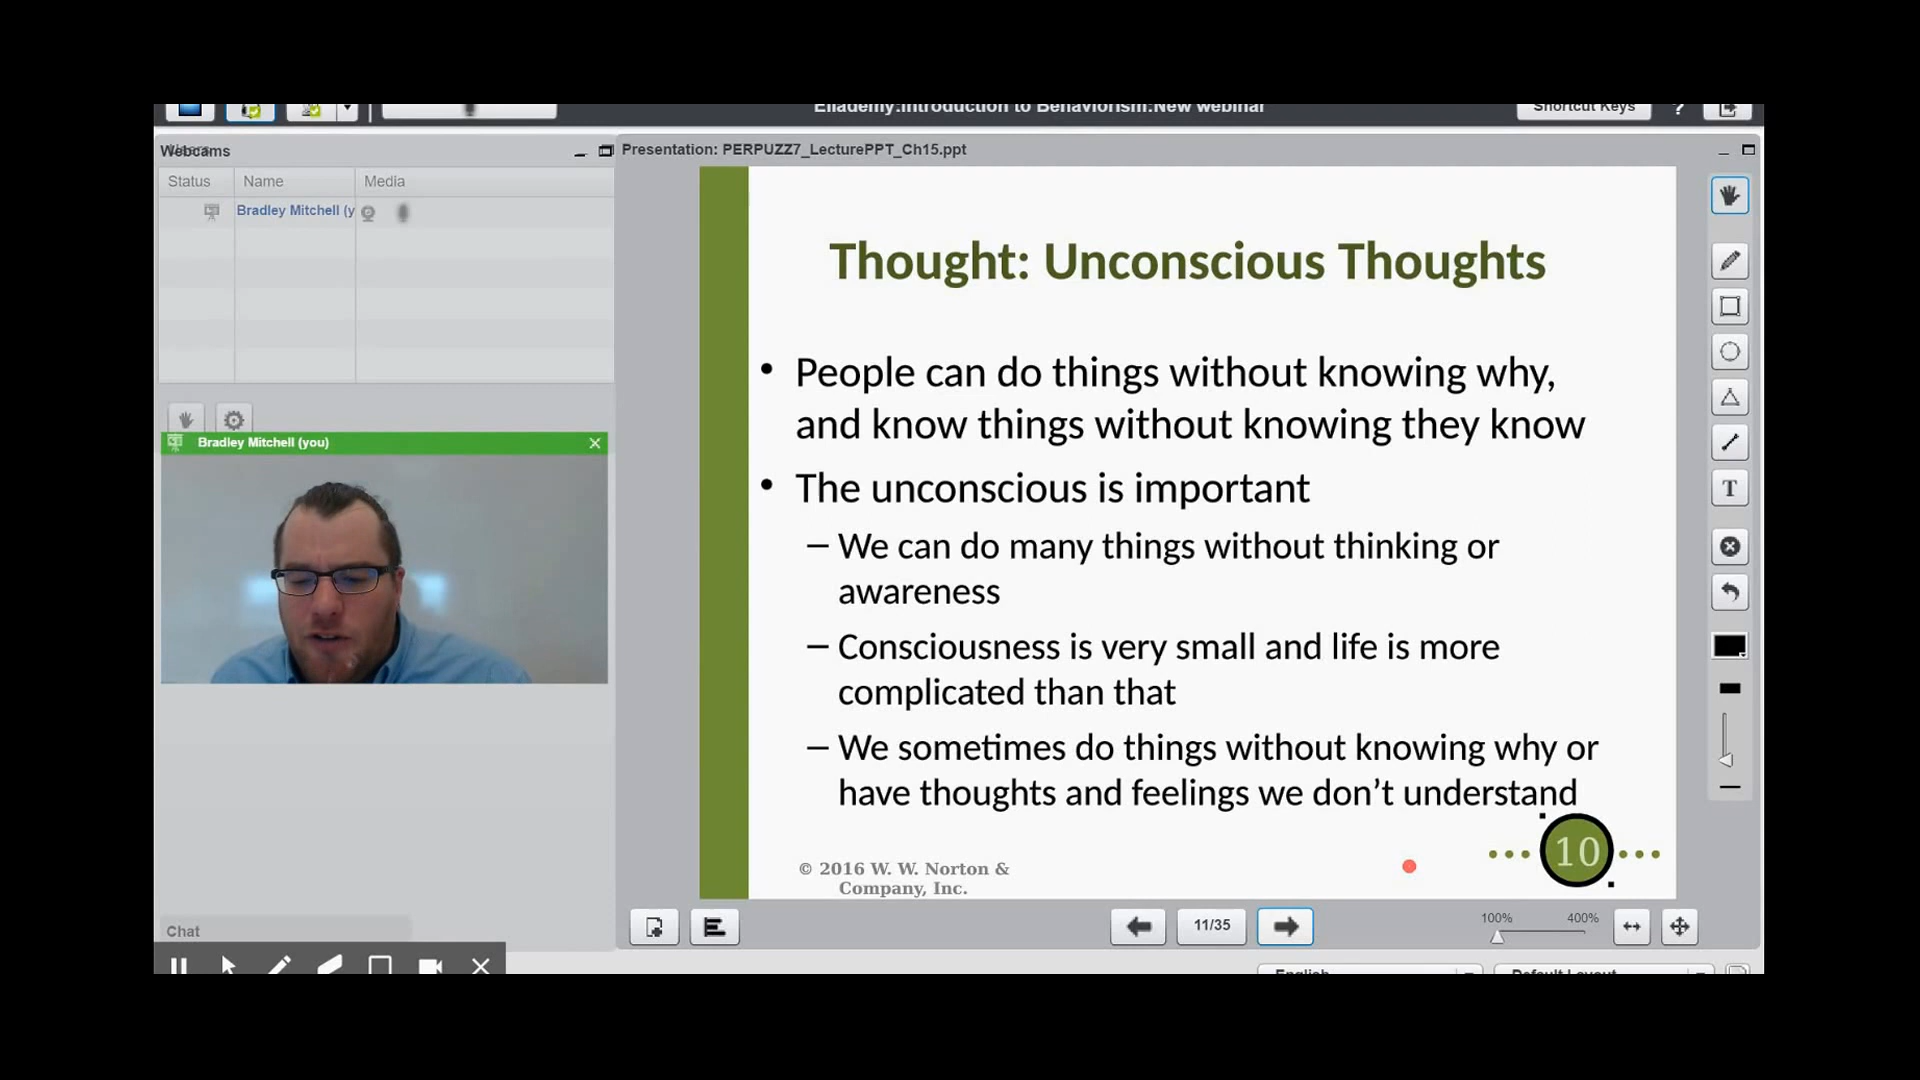 Eliademy:Introduction to Behaviorism:New webinar
Shortcut Keys
?
Webcams
Status Name Media
Bradley Mitchell (y
Bradley Mitchell (you)
Chat
Presentation: PERPUZZ7_LecturePPT_Ch15.ppt
Thought: Unconscious Thoughts
• People can do things without knowing why,
and know things without knowing they know
• The unconscious is important
– We can do many things without thinking or
awareness
– Consciousness is very small and life is more
complicated than that
– We sometimes do things without knowing why or
have thoughts and feelings we don’t understand
© 2016 W. W. Norton &
Company, Inc.
10
T
11/35
100% 400%
English
Default Layout